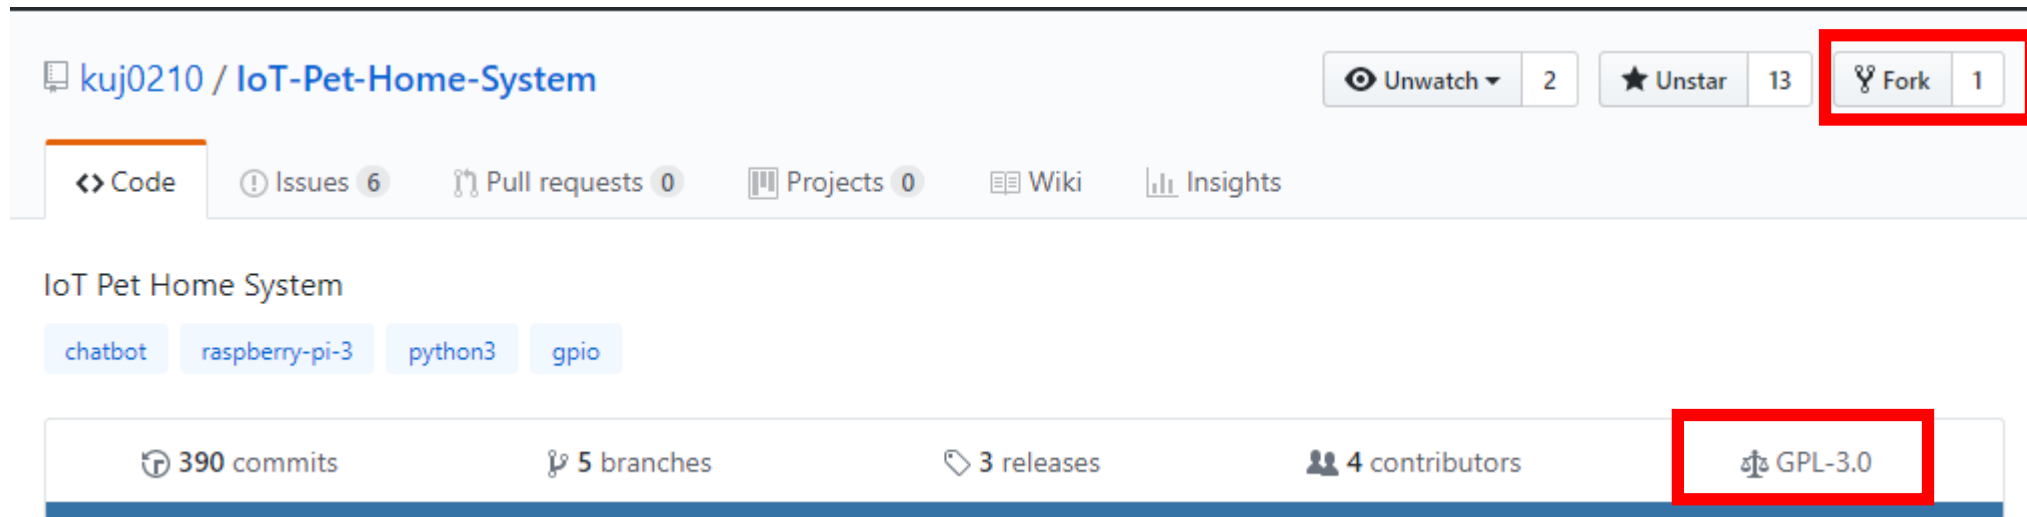 kuj0210 / IoT-Pet-Home-System Unwatch 2 Unstar 13 Fork 1
Code Issues 6 Pull requests 0 Projects 0 Wiki Insights
IoT Pet Home System
chatbot raspberry-pi-3 python3 gpio
390 commits 5 branches 3 releases 4 contributors GPL-3.0